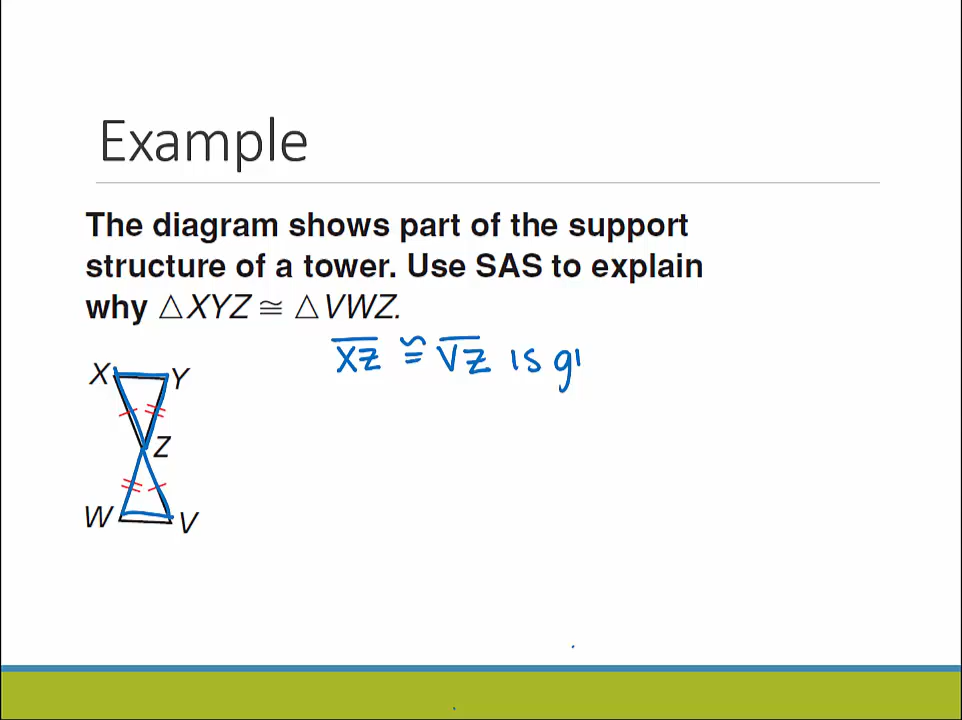 Example
The diagram shows part of the support
structure of a tower. Use SAS to explain
why △XYZ ≅ △VWZ.
XZ ≅ VZ is gi
X
Y
Z
W
V